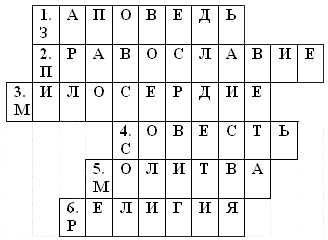 1. З А П О В Е Д Ь
2. П Р А В О С Л А В И Е
3. М И Л О С Е Р Д И Е
4. С О В Е С Т Ь
5. М О Л И Т В А
6. Р Е Л И Г И Я